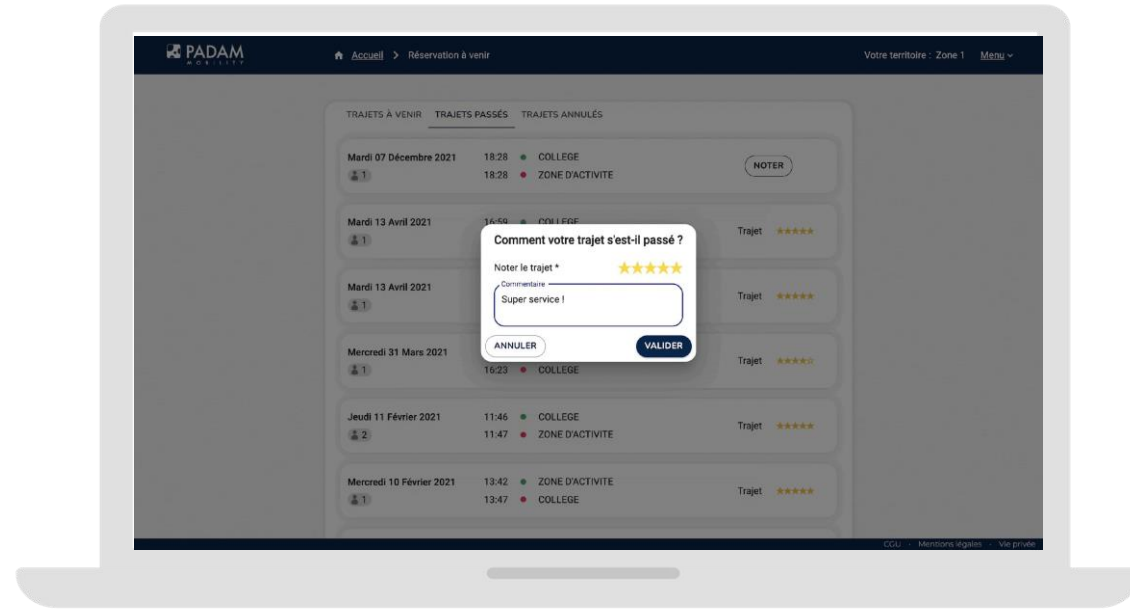 PADAM
MOBILITY
Accueil > Réservation à venir
Votre territoire : Zone 1 Menu
TRAJETS À VENIR TRAJETS PASSÉS TRAJETS ANNULÉS
Mardi 07 Décembre 2021 18:28 COLLEGE
1 18:28 ZONE D'ACTIVITE
NOTER
Mardi 13 Avril 2021 16:59 COLLEGE
1
Trajet
Comment votre trajet s'est-il passé ?
Noter le trajet *
Commentaire
Super service !
ANNULER VALIDER
Mardi 13 Avril 2021
1
Trajet
Mercredi 31 Mars 2021
1 16:23 COLLEGE
Trajet
Jeudi 11 Février 2021 11:46 COLLEGE
2 11:47 ZONE D'ACTIVITE
Trajet
Mercredi 10 Février 2021 13:42 ZONE D'ACTIVITE
1 13:47 COLLEGE
Trajet
CGU - Mentions légales - Vie privée